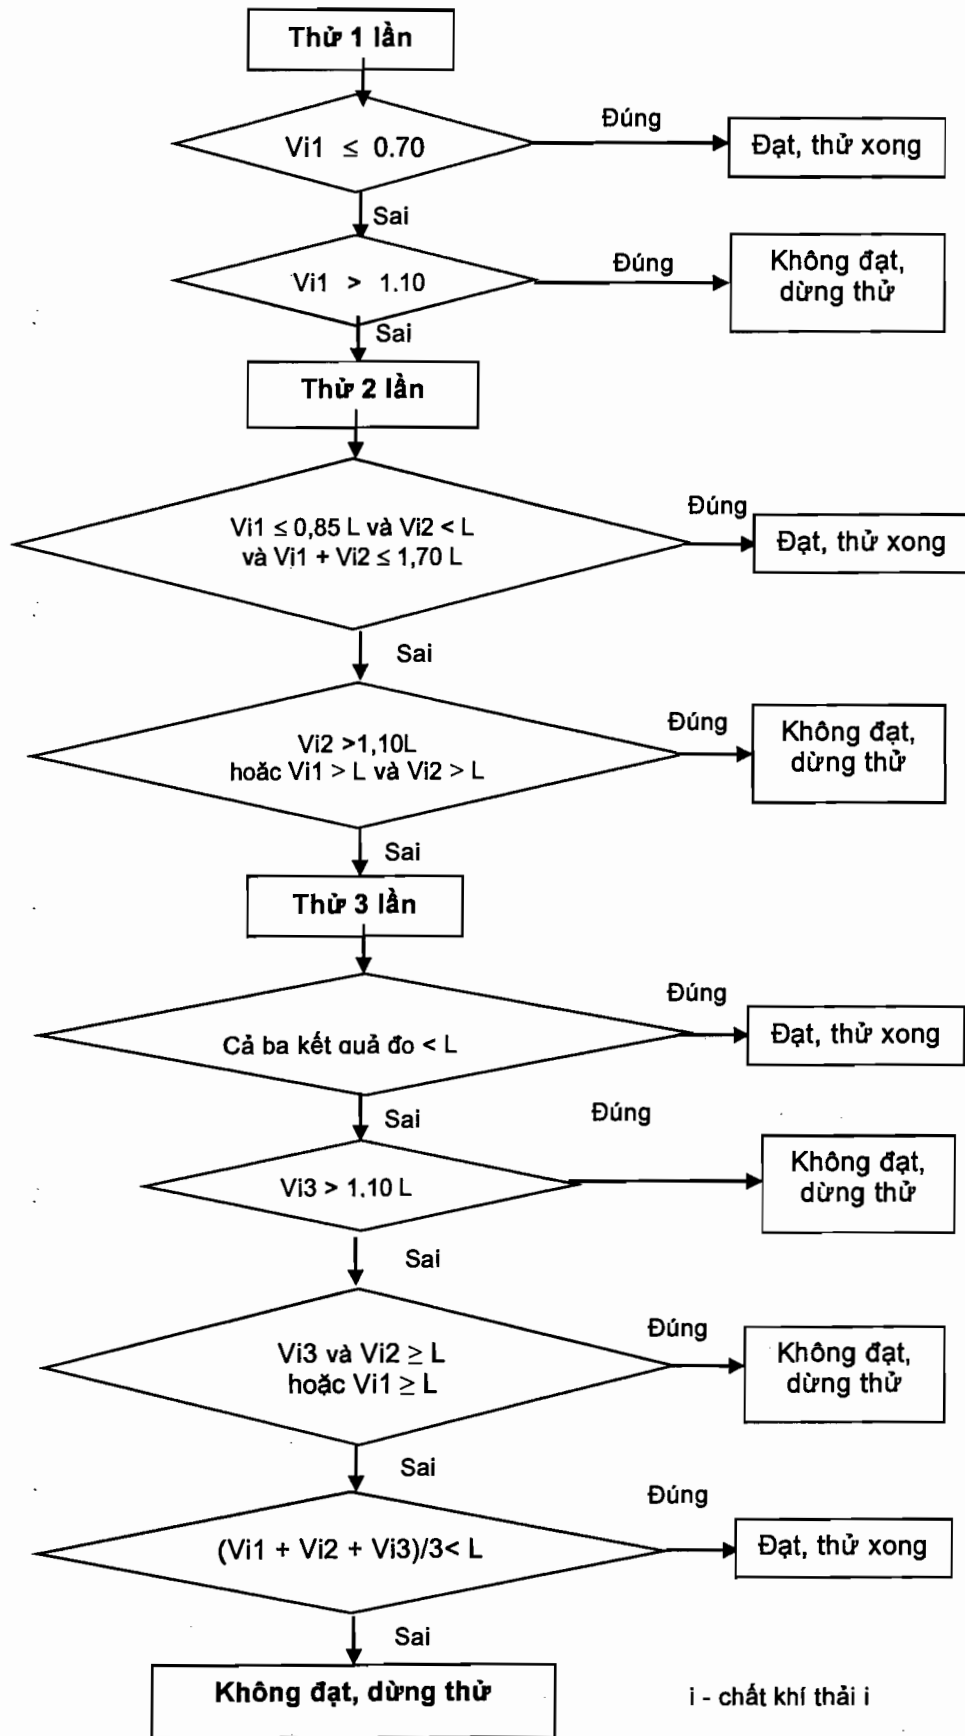 Thử 1 lần
Vi1 ≤ 0.70
Đúng
Đạt, thử xong
Sai
Vi1 > 1.10
Đúng
Không đạt,
dừng thử
Sai
Thử 2 lần
Vi1 ≤ 0,85 L và Vi2 < L
và Vi1 + Vi2 ≤ 1,70 L
Đúng
Đạt, thử xong
Sai
Vi2 >1,10L
hoặc Vi1 > L và Vi2 > L
Đúng
Không đạt,
dừng thử
Sai
Thử 3 lần
Cả ba kết quả đo < L
Đúng
Đạt, thử xong
Sai
Đúng
Vi3 > 1.10 L
Không đạt,
dừng thử
Sai
Vi3 và Vi2 ≥ L
hoặc Vi1 ≥ L
Đúng
Không đạt,
dừng thử
Sai
Đúng
(Vi1 + Vi2 + Vi3)/3< L
Đạt, thử xong
Sai
Không đạt, dừng thử
i - chất khí thải i